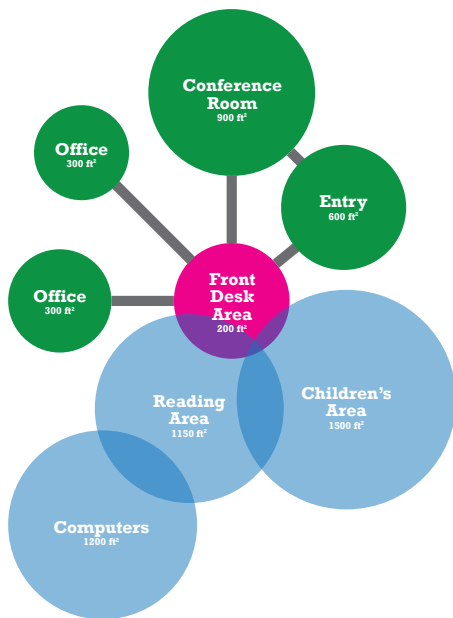 Conference
Room
900 ft²
Office
300 ft²
Entry
600 ft²
Front
Desk
Area
200 ft²
Office
300 ft²
Reading
Area
1150 ft²
Children's
Area
1500 ft²
Computers
1200 ft²